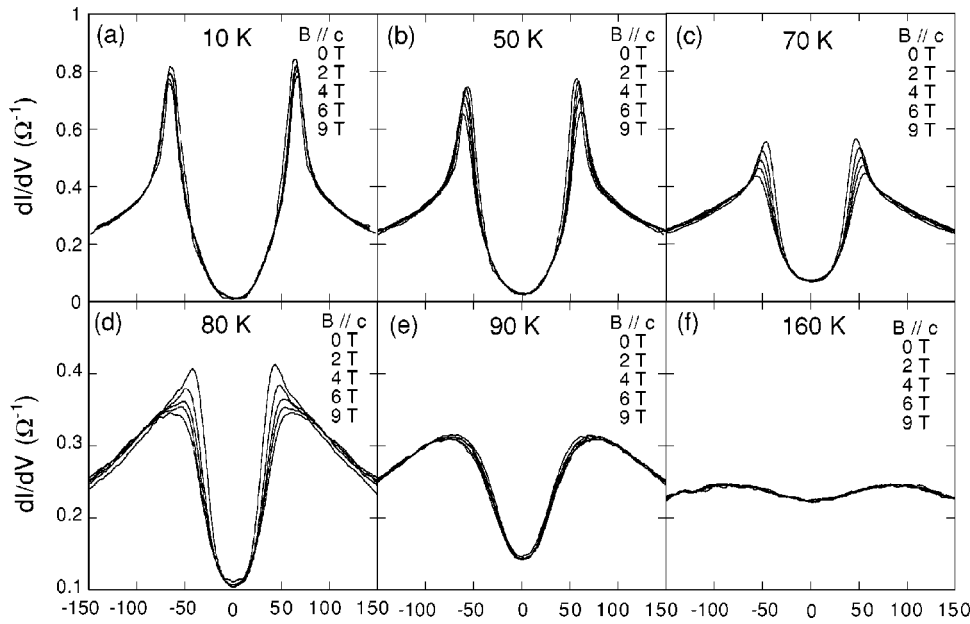 (a) 10 K B // c
0 T
2 T
4 T
6 T
9 T
(b) 50 K B // c
0 T
2 T
4 T
6 T
9 T
(c) 70 K B // c
0 T
2 T
4 T
6 T
9 T
0.8
0.6
0.4
0.2
0
dI/dV (Ω⁻¹)
(d) 80 K B // c
0 T
2 T
4 T
6 T
9 T
(e) 90 K B // c
0 T
2 T
4 T
6 T
9 T
(f) 160 K B // c
0 T
2 T
4 T
6 T
9 T
0.4
0.3
0.2
0.1
dI/dV (Ω⁻¹)
-150 -100 -50 0 50 100 150 -100 -50 0 50 100 150 -100 -50 0 50 100 150